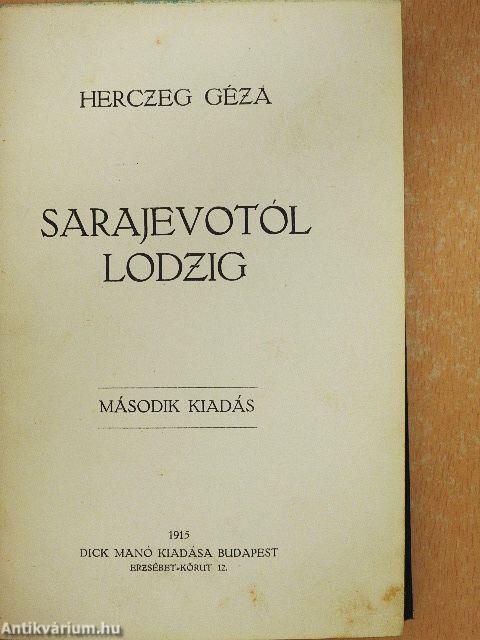 HERCZEG GÉZA
SARAJEVOTÓL
LODZIG
MÁSODIK KIADÁS
1915
DICK MANÓ KIADÁSA BUDAPEST
ERZSÉBET-KÖRUT 12.
Antikvárium.hu